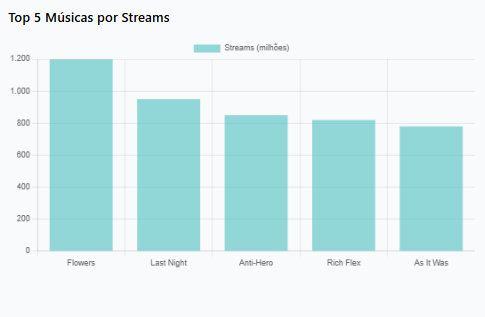 Top 5 Músicas por Streams
Streams (milhões)
1.200
1.000
800
600
400
200
0
Flowers
Last Night
Anti-Hero
Rich Flex
As It Was